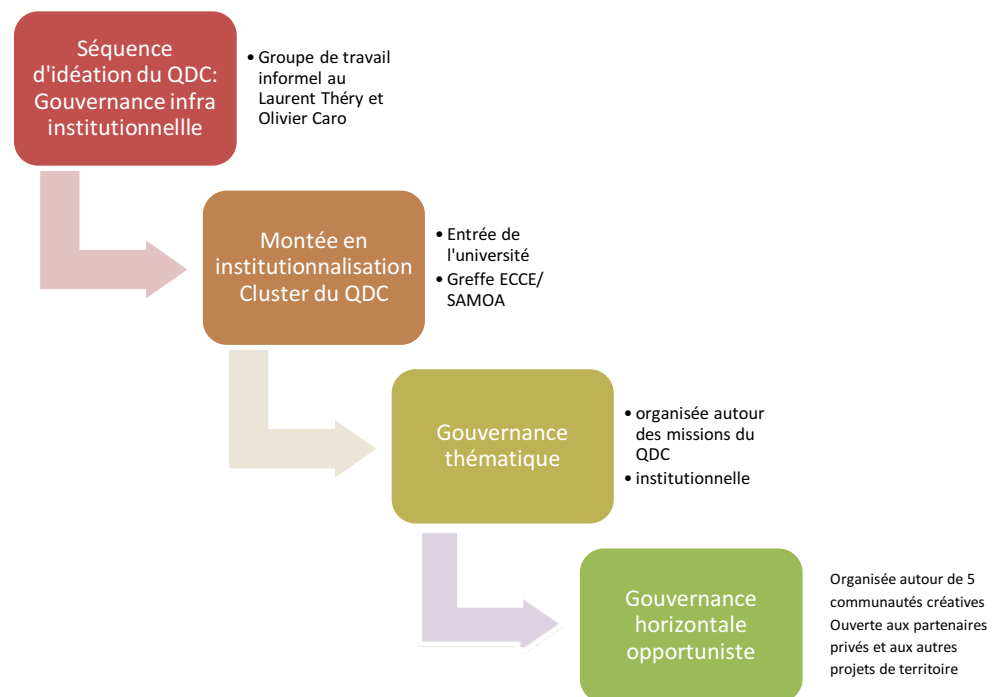 Séquence
d'idéation du QDC:
Gouvernance infra
institutionnellle
• Groupe de travail
informel au
Laurent Théry et
Olivier Caro
Montée en
institutionnalisation
Cluster du QDC
• Entrée de
l'université
• Greffe ECCE/
SAMOA
Gouvernance
thématique
• organisée autour
des missions du
QDC
• institutionnelle
Gouvernance
horizontale
opportuniste
Organisée autour de 5
communautés créatives
Ouverte aux partenaires
privés et aux autres
projets de territoire